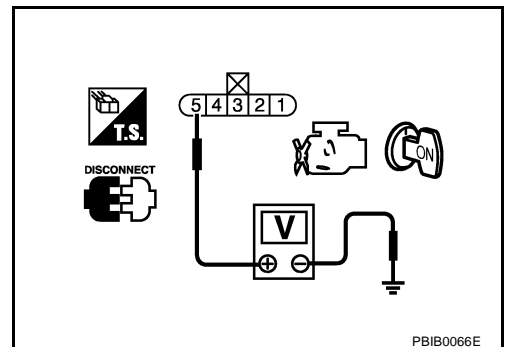 5 4 3 2 1
T.S.
ON
DISCONNECT
V
+ −
PBIB0066E